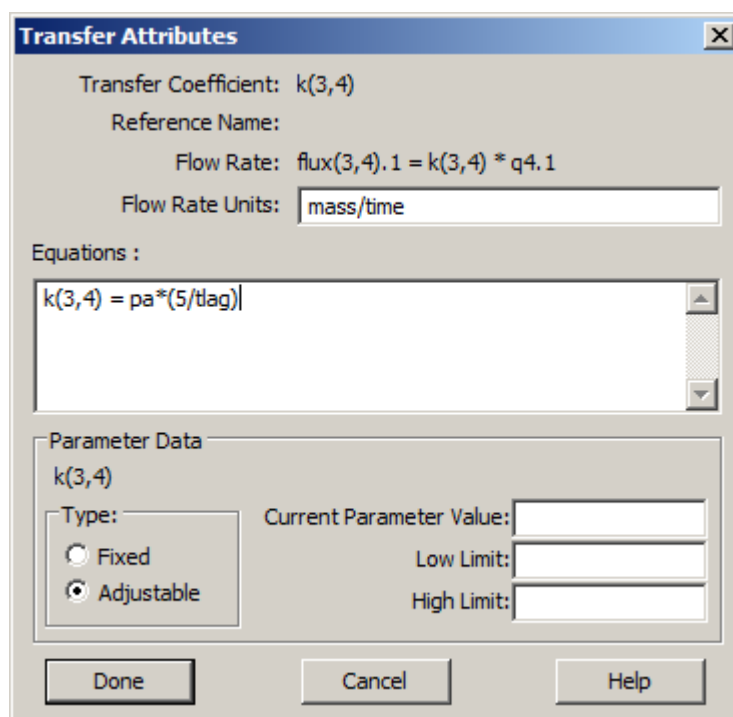 Transfer Attributes
Transfer Coefficient: k(3,4)
Reference Name:
Flow Rate: flux(3,4).1 = k(3,4) * q4.1
Flow Rate Units: mass/time
Equations :
k(3,4) = pa*(5/tlag)
Parameter Data
k(3,4)
Type:
Fixed
Adjustable
Current Parameter Value:
Low Limit:
High Limit:
Done Cancel Help